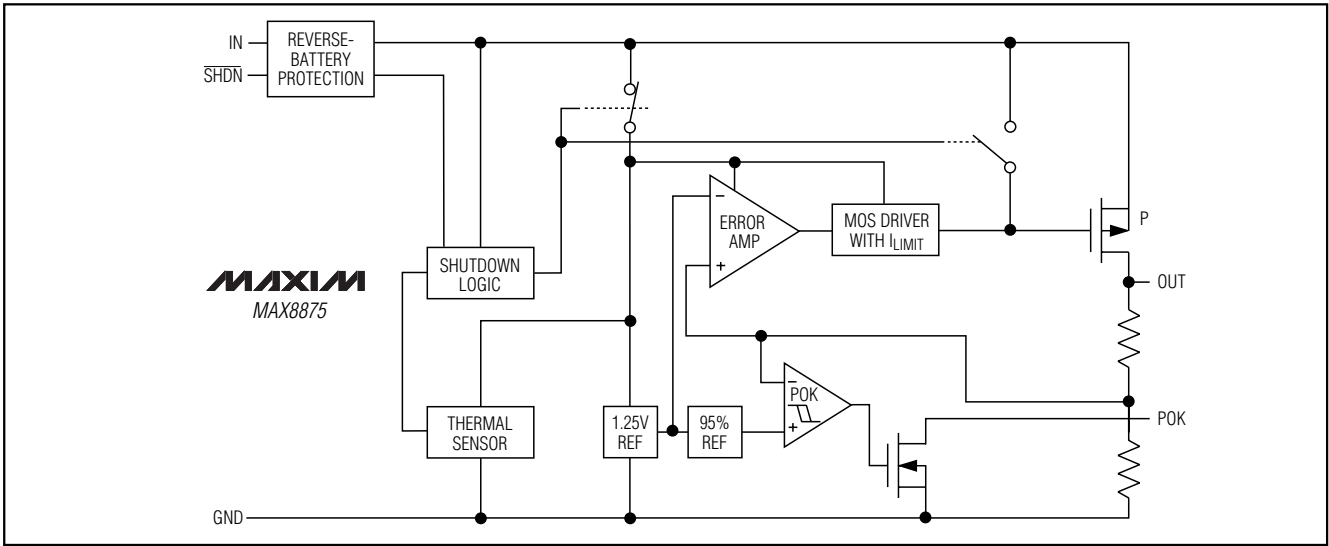 IN
SHDN
REVERSE-
BATTERY
PROTECTION
ERROR
AMP
−
+
MOS DRIVER
WITH ILIMIT
P
SHUTDOWN
LOGIC
MAXIM
MAX8875
OUT
THERMAL
SENSOR
1.25V
REF
95%
REF
−
POK
+
POK
GND